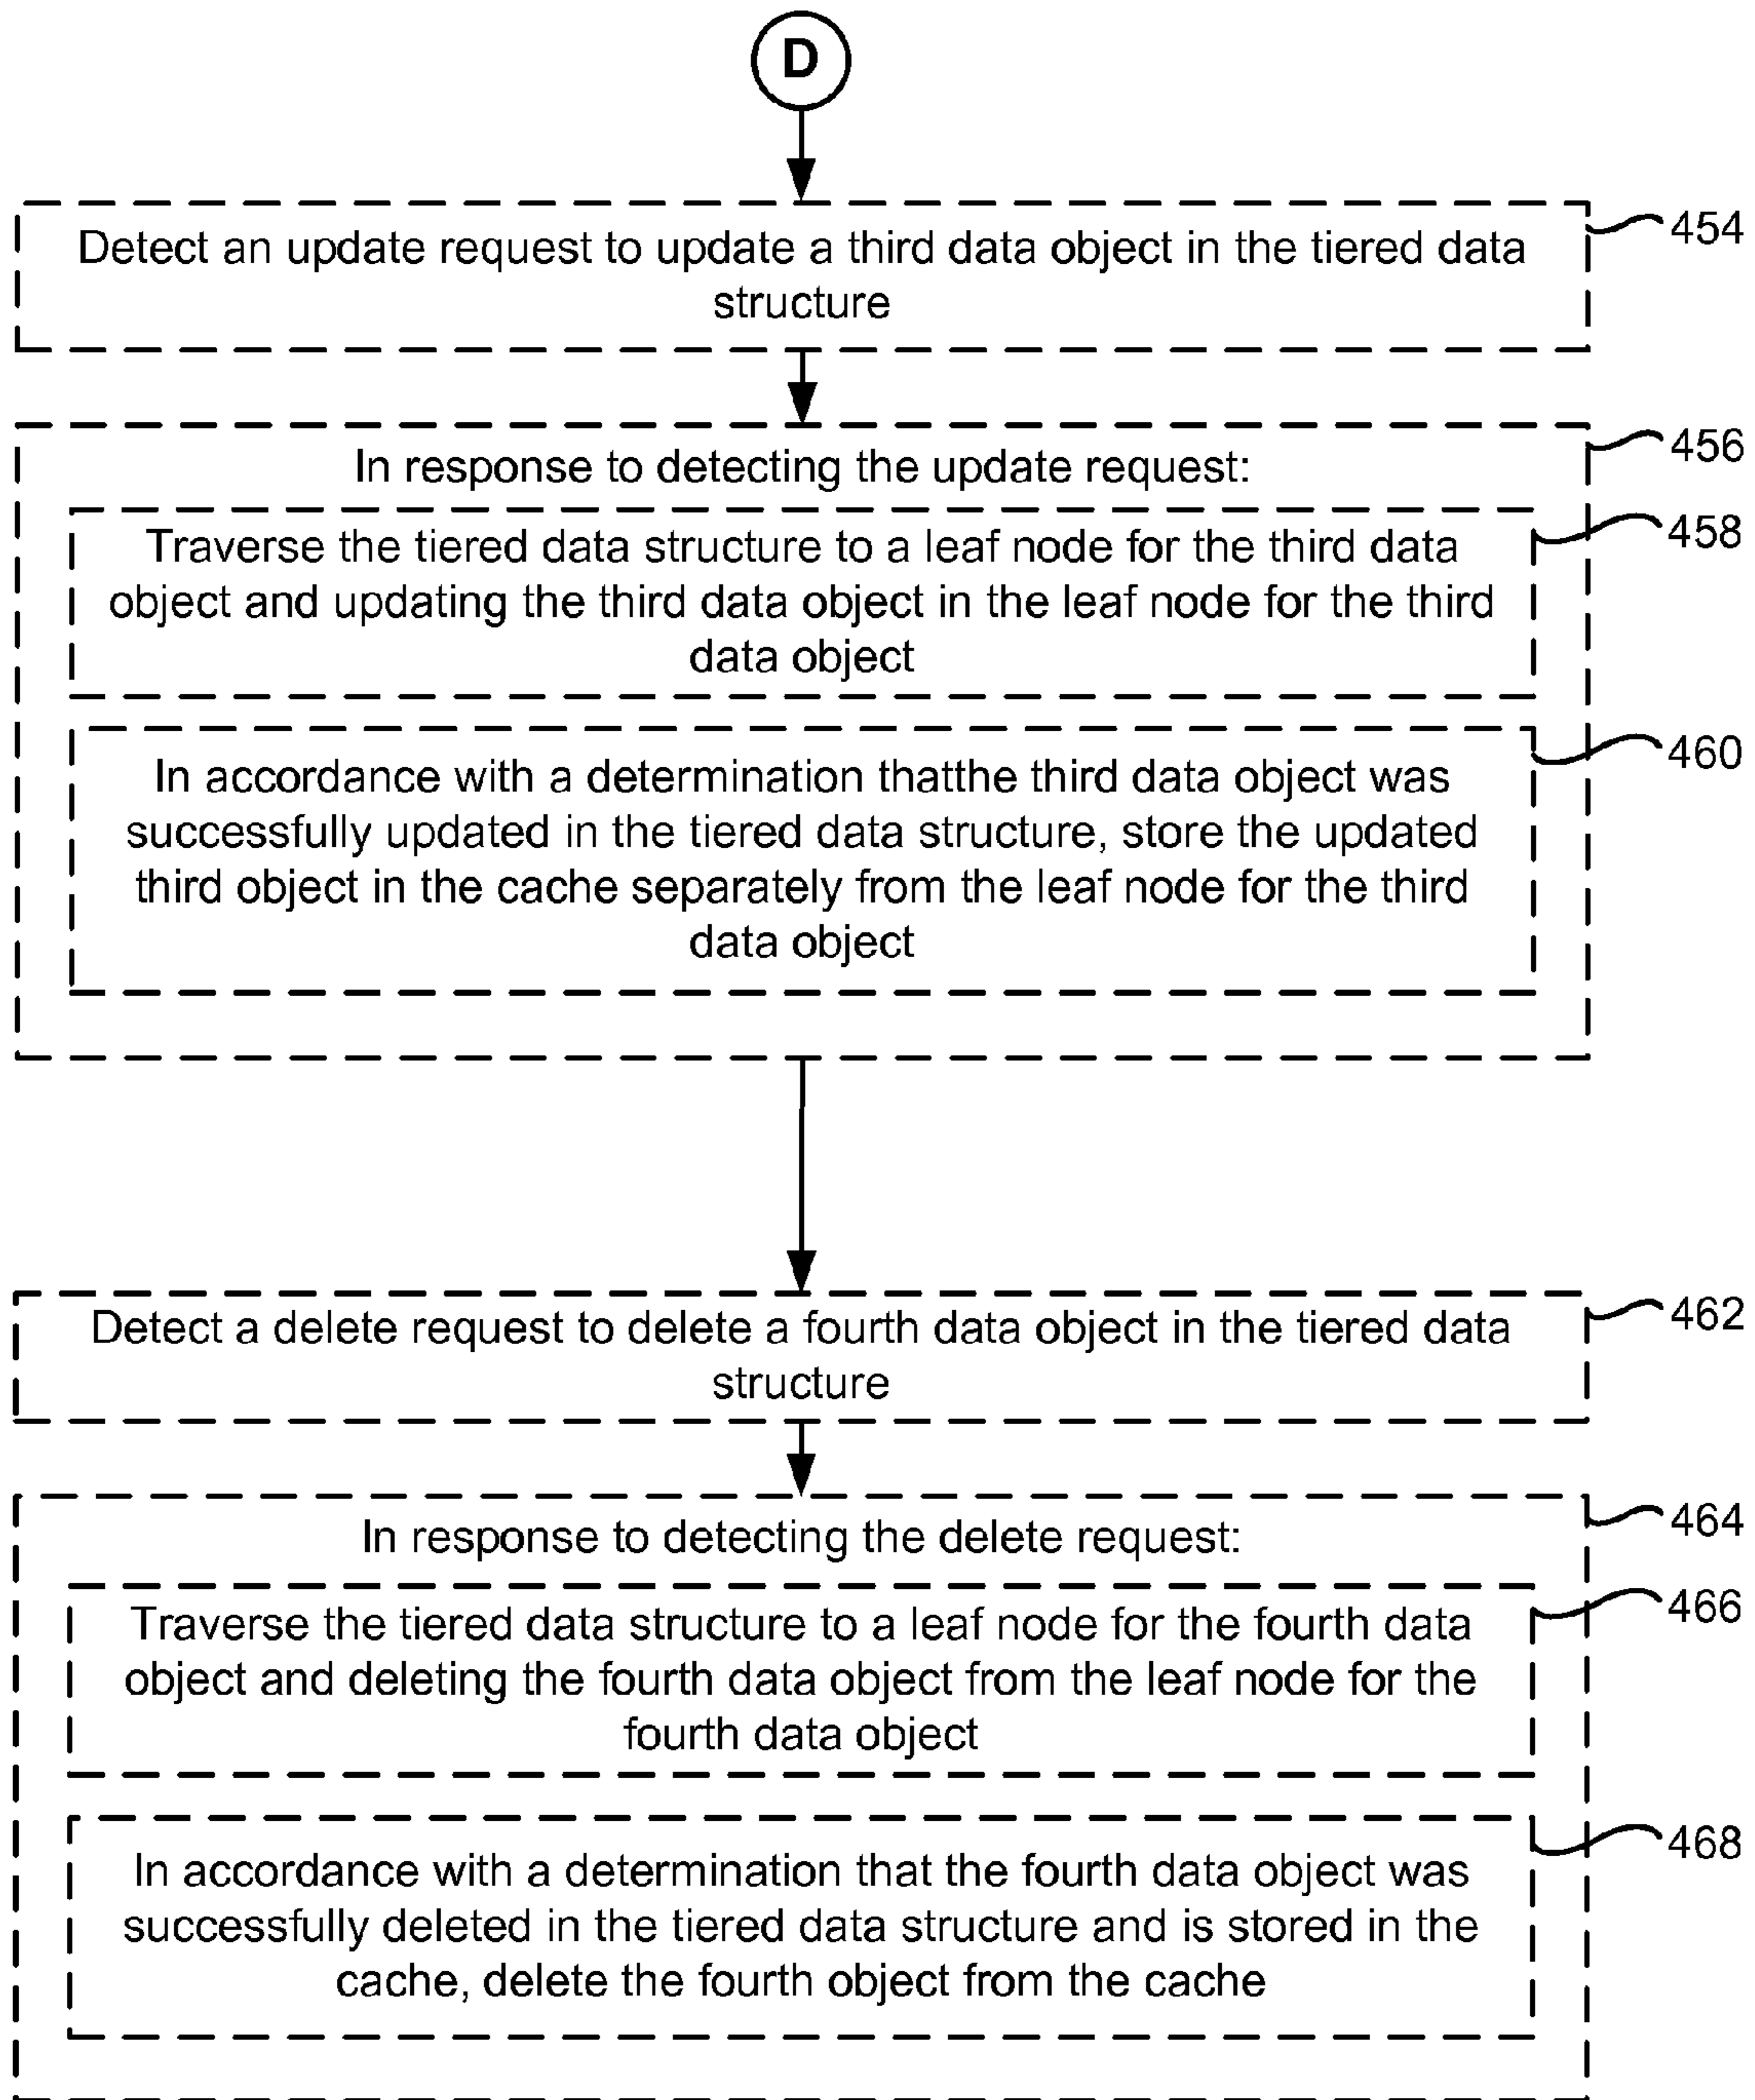 D
Detect an update request to update a third data object in the tiered data
structure
454
In response to detecting the update request:
456
Traverse the tiered data structure to a leaf node for the third data
object and updating the third data object in the leaf node for the third
data object
458
In accordance with a determination thatthe third data object was
successfully updated in the tiered data structure, store the updated
third object in the cache separately from the leaf node for the third
data object
460
Detect a delete request to delete a fourth data object in the tiered data
structure
462
In response to detecting the delete request:
464
Traverse the tiered data structure to a leaf node for the fourth data
object and deleting the fourth data object from the leaf node for the
fourth data object
466
In accordance with a determination that the fourth data object was
successfully deleted in the tiered data structure and is stored in the
cache, delete the fourth object from the cache
468